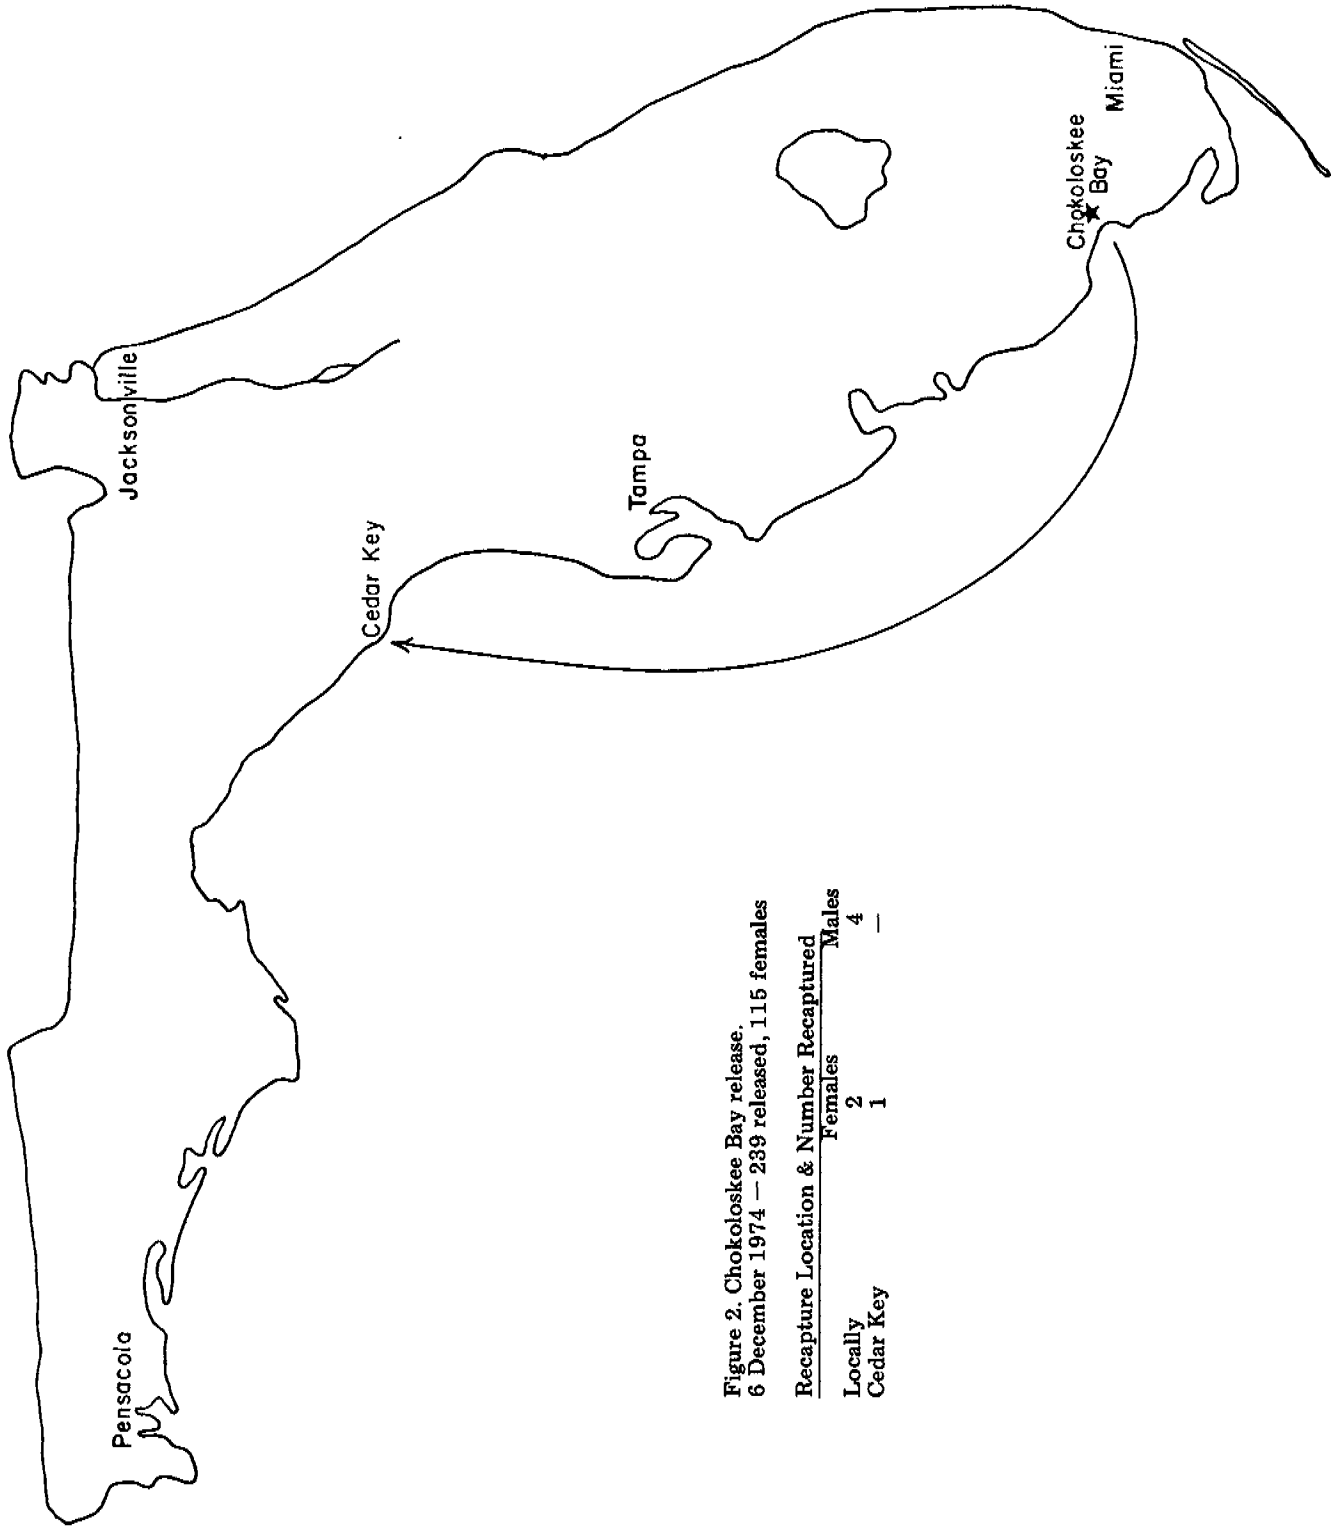 Pensacola
Jacksonville
Cedar Key
Tampa
Chokoloskee
Bay
Miami
Figure 2. Chokoloskee Bay release.
6 December 1974 — 239 released, 115 females
Recapture Location & Number Recaptured
Females Males
Locally 2 4
Cedar Key 1 —